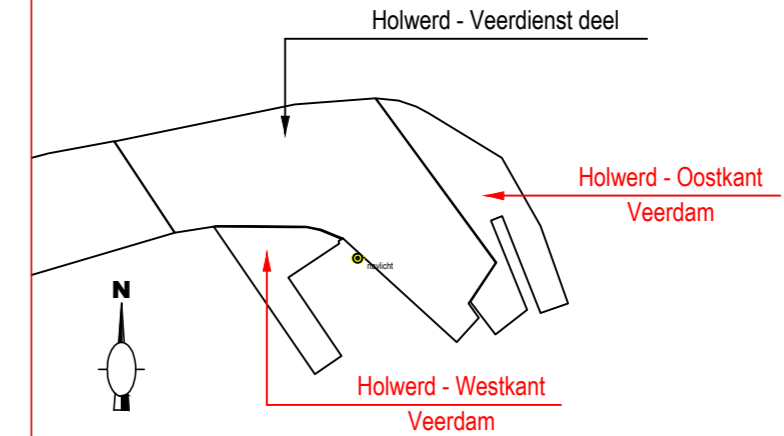 Holwerd - Veerdienst deel
Holwerd - Oostkant
Veerdam
navlicht
N
Holwerd - Westkant
Veerdam